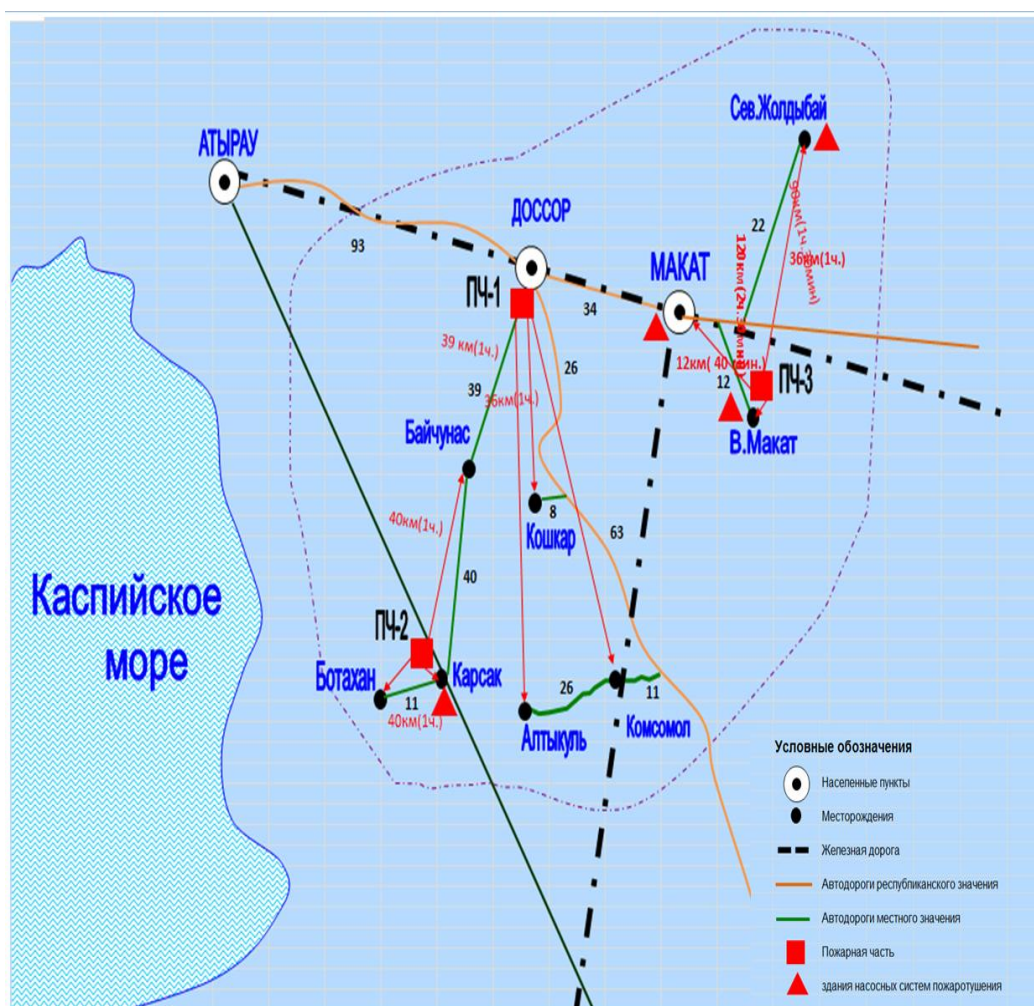 Сев.Жолдыбай
АТЫРАУ
ДОССОР
93
22
90км(1ч.
мин)
36км(1ч.)
МАКАТ
120 км(2ч.
ПЧ-1
34
39 км(1ч.)
26
12км( 40 мин.)
ПЧ-3
12
39
36км(1ч.)
Байчунас
В.Макат
40км(1ч.)
8
Кошкар
63
40
Каспийское
море
ПЧ-2
Ботахан
Карсак
11
40км(1ч.)
26
11
Алтыкуль
Комсомол
Условные обозначения
Населенные пункты
Месторождения
Железная дорога
Автодороги республиканского значения
Автодороги местного значения
Пожарная часть
здания насосных систем пожаротушения